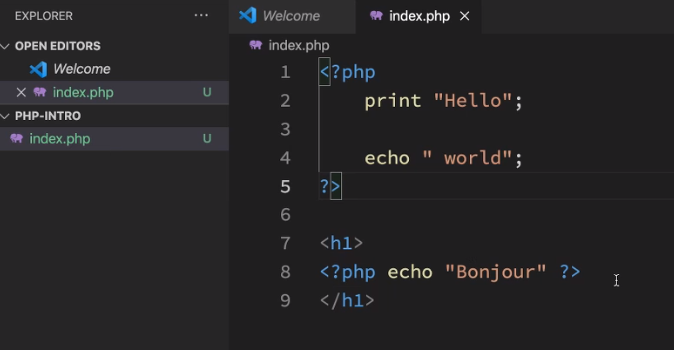 EXPLORER ...
OPEN EDITORS
Welcome
index.php U
PHP-INTRO
index.php U
Welcome
index.php
index.php
1 <?php
2 print "Hello";
3
4 echo " world";
5 ?>
6
7 <h1>
8 <?php echo "Bonjour" ?>
9 </h1>